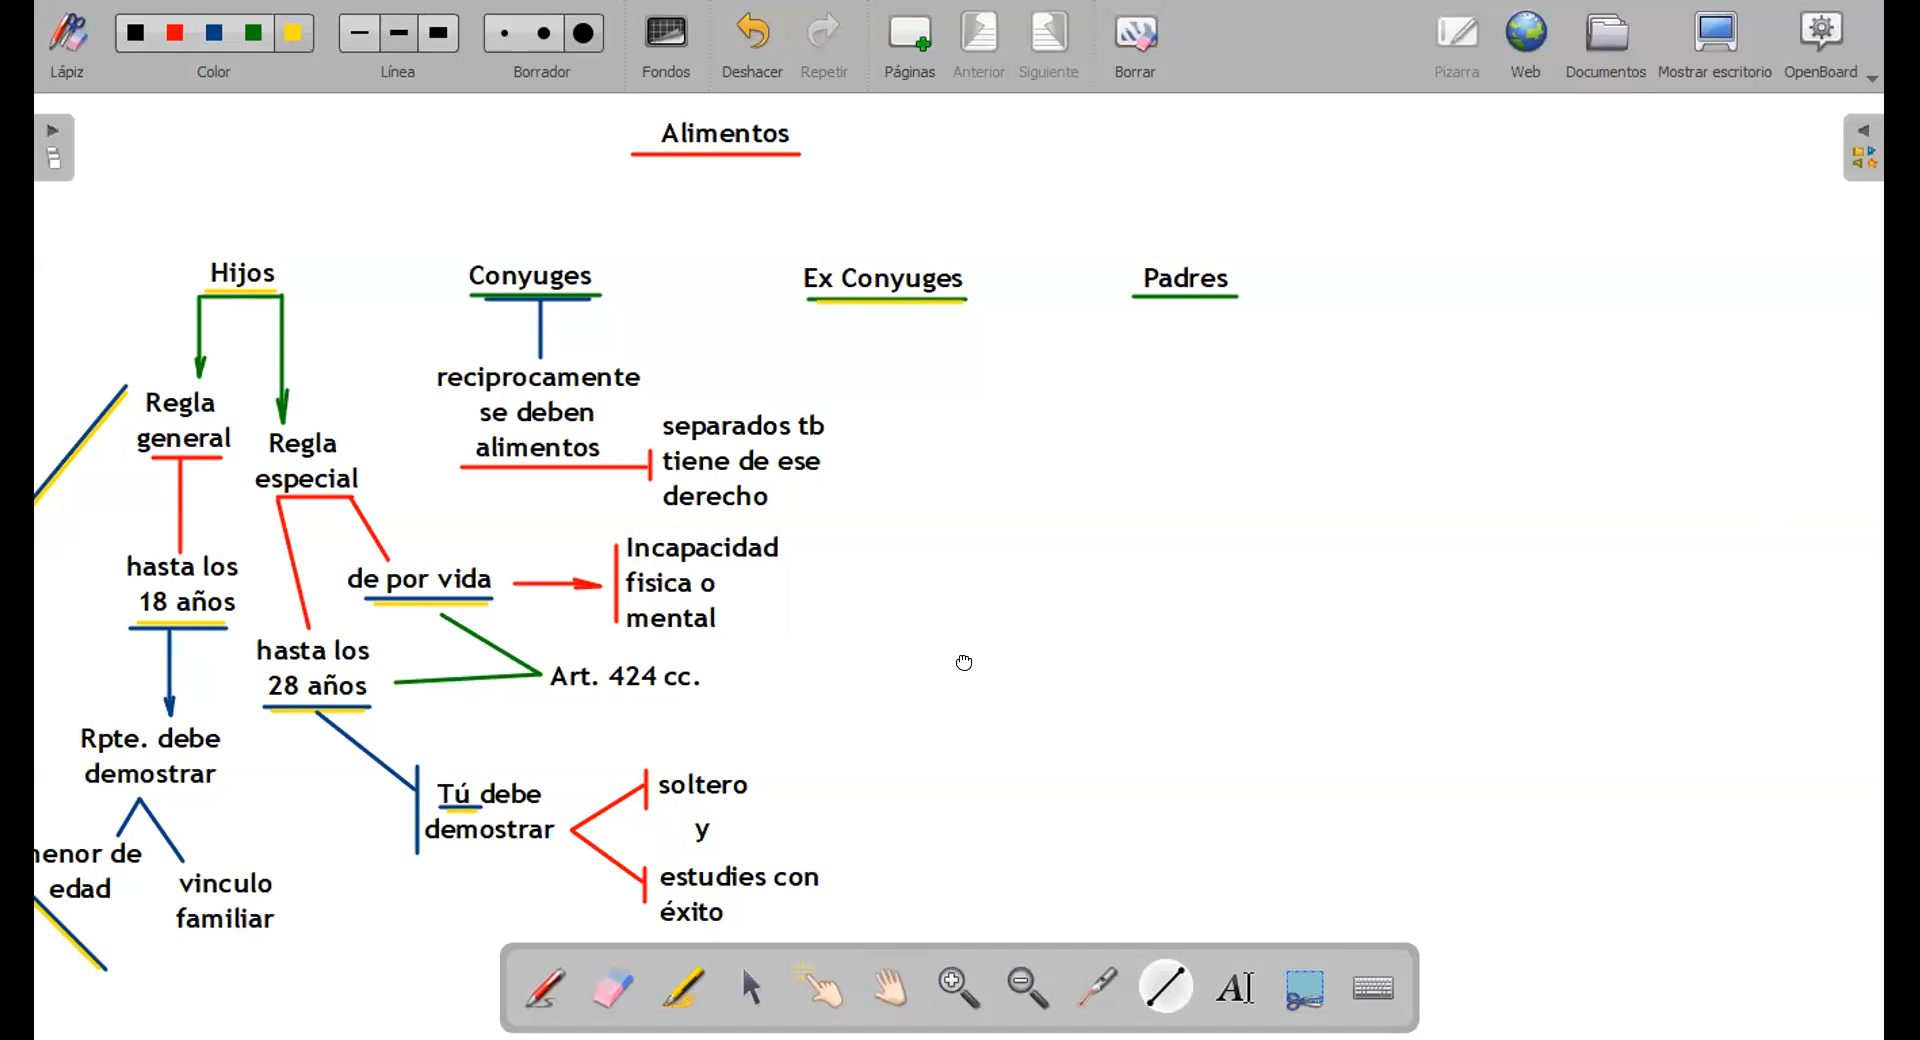 Lápiz
Color
Línea
Borrador
Fondos
Deshacer
Repetir
Páginas
Anterior
Siguiente
Borrar
Pizarra
Web
Documentos
Mostrar escritorio
OpenBoard
Alimentos
Hijos
Conyuges
Ex Conyuges
Padres
Regla
general
Regla
especial
reciprocamente
se deben
alimentos
separados tb
tiene de ese
derecho
hasta los
18 años
de por vida
Incapacidad
fisica o
mental
hasta los
28 años
Art. 424 cc.
Rpte. debe
demostrar
Tú debe
demostrar
soltero
y
estudies con
éxito
enor de
edad
vinculo
familiar
A